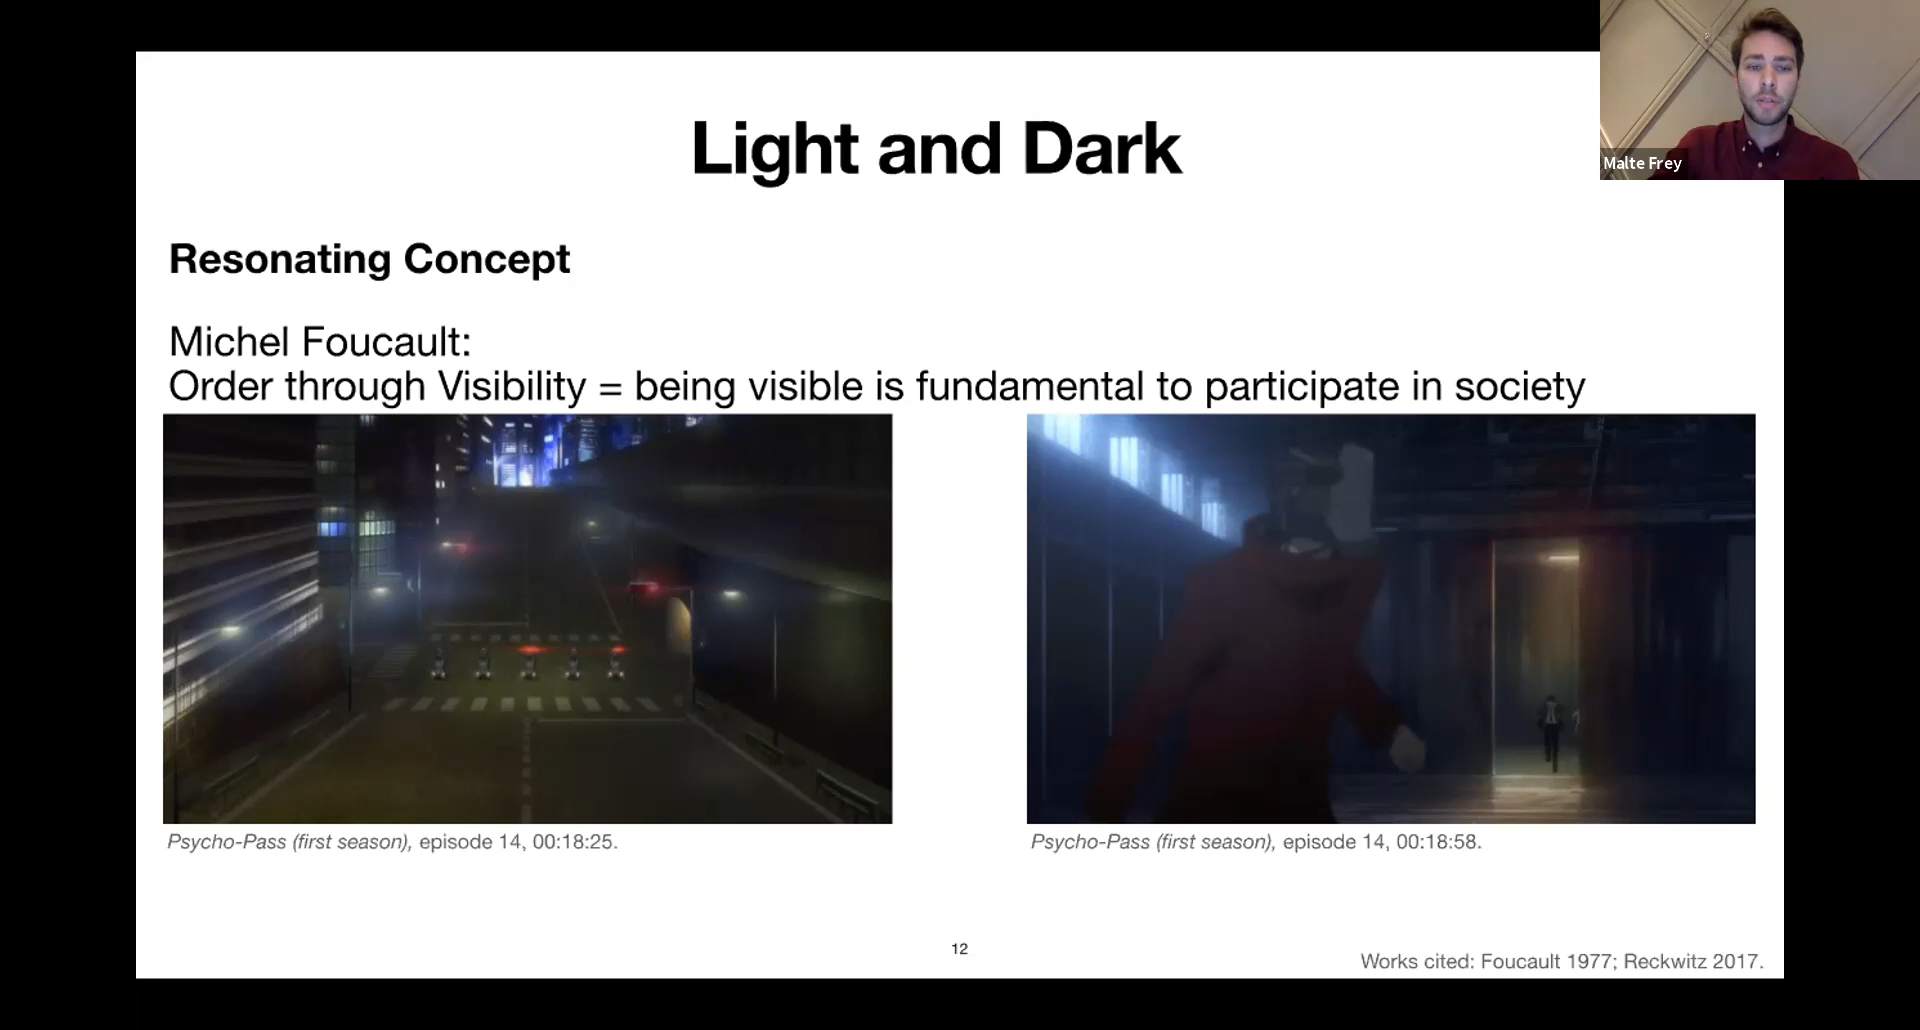 Light and Dark
Malte Frey
Resonating Concept
Michel Foucault:
Order through Visibility = being visible is fundamental to participate in society
Psycho-Pass (first season), episode 14, 00:18:25.
Psycho-Pass (first season), episode 14, 00:18:58.
12
Works cited: Foucault 1977; Reckwitz 2017.